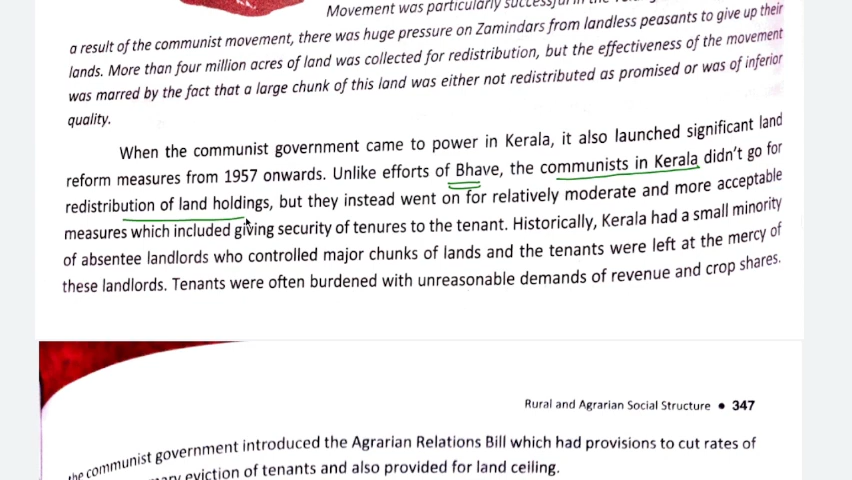 Movement was particularly successful in the
a result of the communist movement, there was huge pressure on Zamindars from landless peasants to give up their
lands. More than four million acres of land was collected for redistribution, but the effectiveness of the movement
was marred by the fact that a large chunk of this land was either not redistributed as promised or was of inferior
quality.
When the communist government came to power in Kerala, it also launched significant land
reform measures from 1957 onwards. Unlike efforts of Bhave, the communists in Kerala didn't go for
redistribution of land holdings, but they instead went on for relatively moderate and more acceptable
measures which included giving security of tenures to the tenant. Historically, Kerala had a small minority
of absentee landlords who controlled major chunks of lands and the tenants were left at the mercy of
these landlords. Tenants were often burdened with unreasonable demands of revenue and crop shares.
Rural and Agrarian Social Structure • 347
the communist government introduced the Agrarian Relations Bill which had provisions to cut rates of
eviction of tenants and also provided for land ceiling.